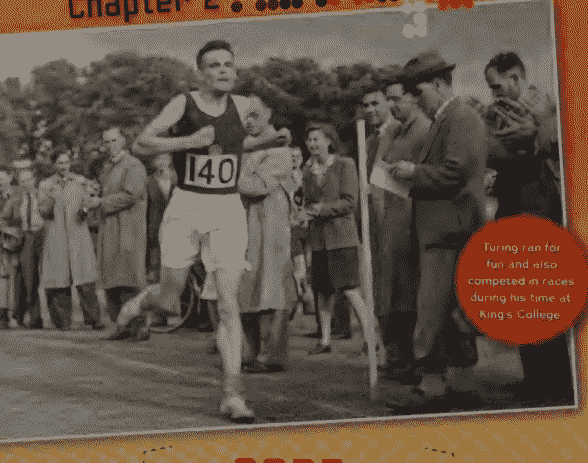 Chapter 2
140
Turing ran for
fun and also
competed in races
during his time at
King's College